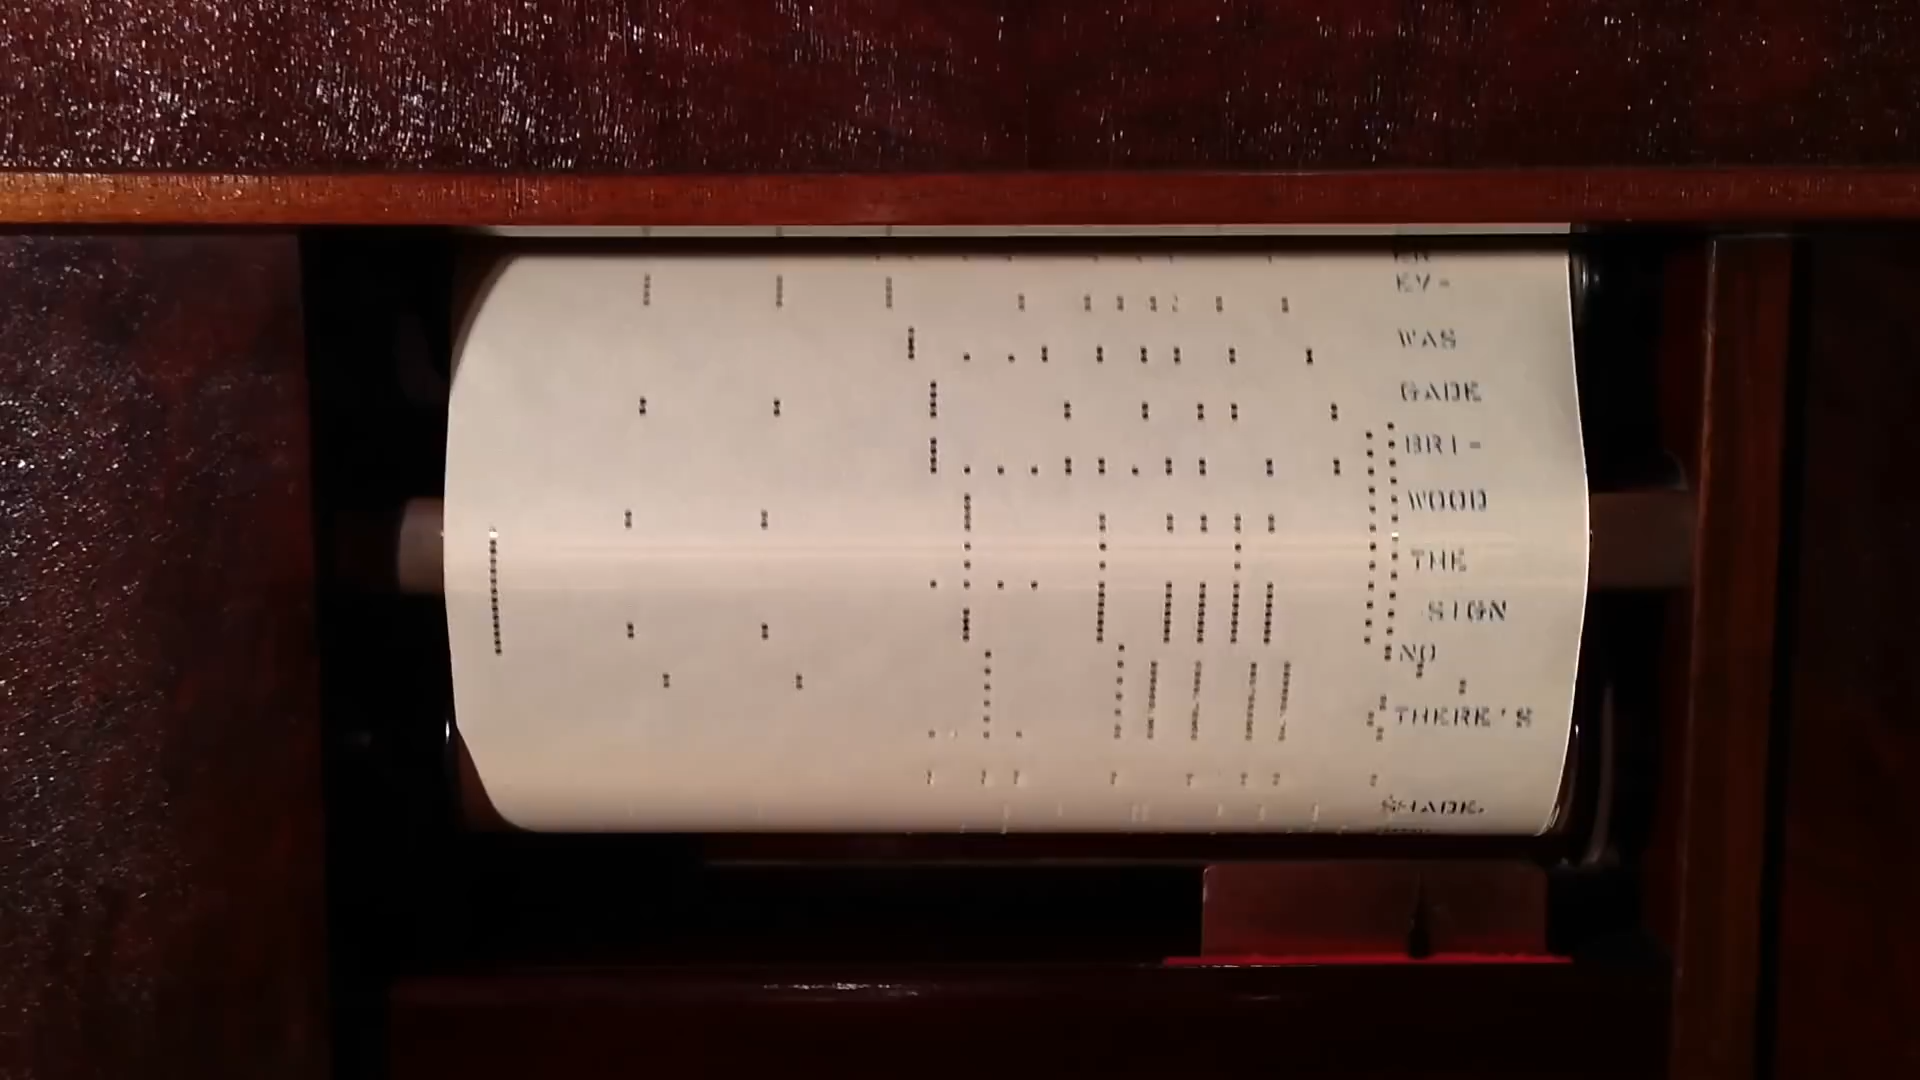 EV-
WAS
GADE
BRI-
WOOD
THE
SIGN
NO
THERE'S
SHADE,